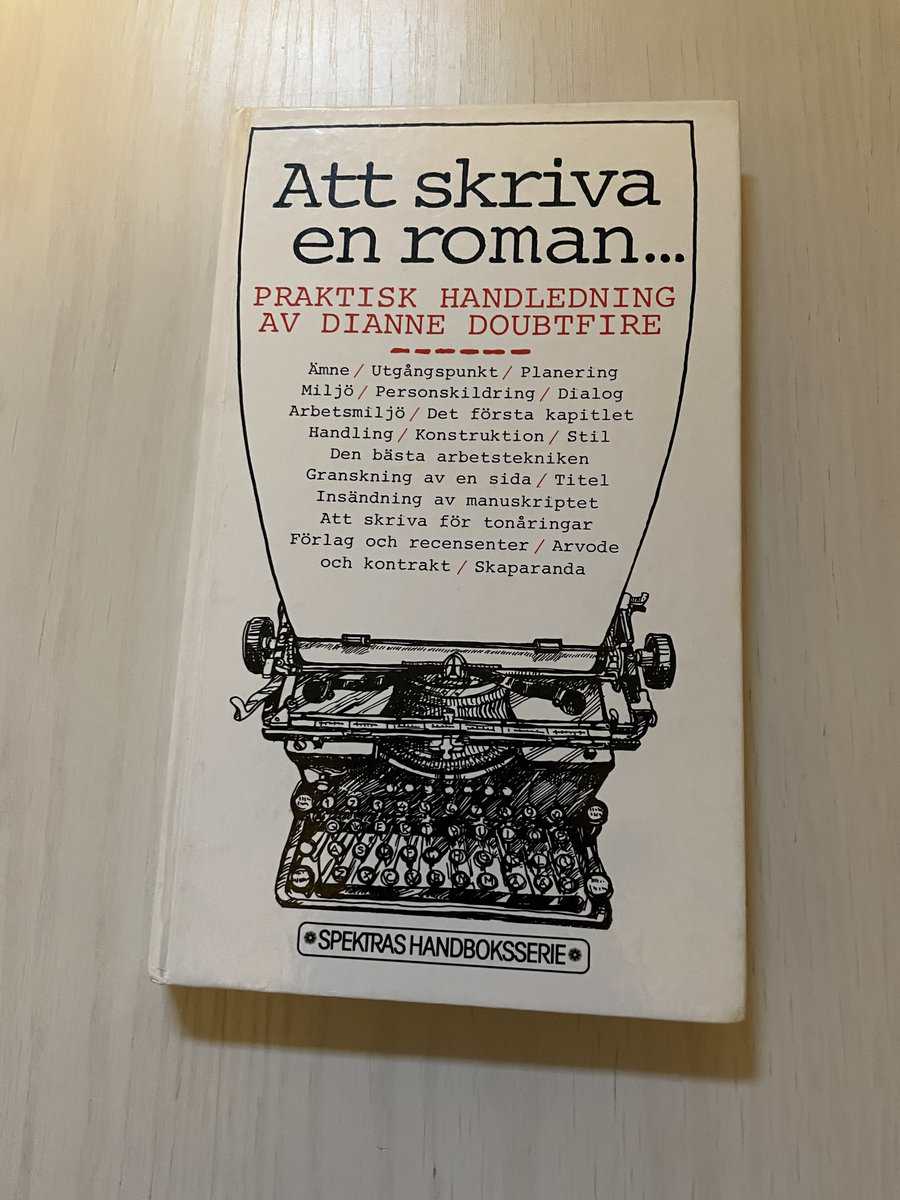 Att skriva
en roman...
PRAKTISK HANDLEDNING
AV DIANNE DOUBTFIRE
Ämne / Utgångspunkt / Planering
Miljö / Personskildring / Dialog
Arbetsmiljö / Det första kapitlet
Handling / Konstruktion / Stil
Den bästa arbetstekniken
Granskning av en sida / Titel
Insändning av manuskriptet
Att skriva för tonåringar
Förlag och recensenter / Arvode
och kontrakt / Skaparanda
SPEKTRAS HANDBOKSSERIE